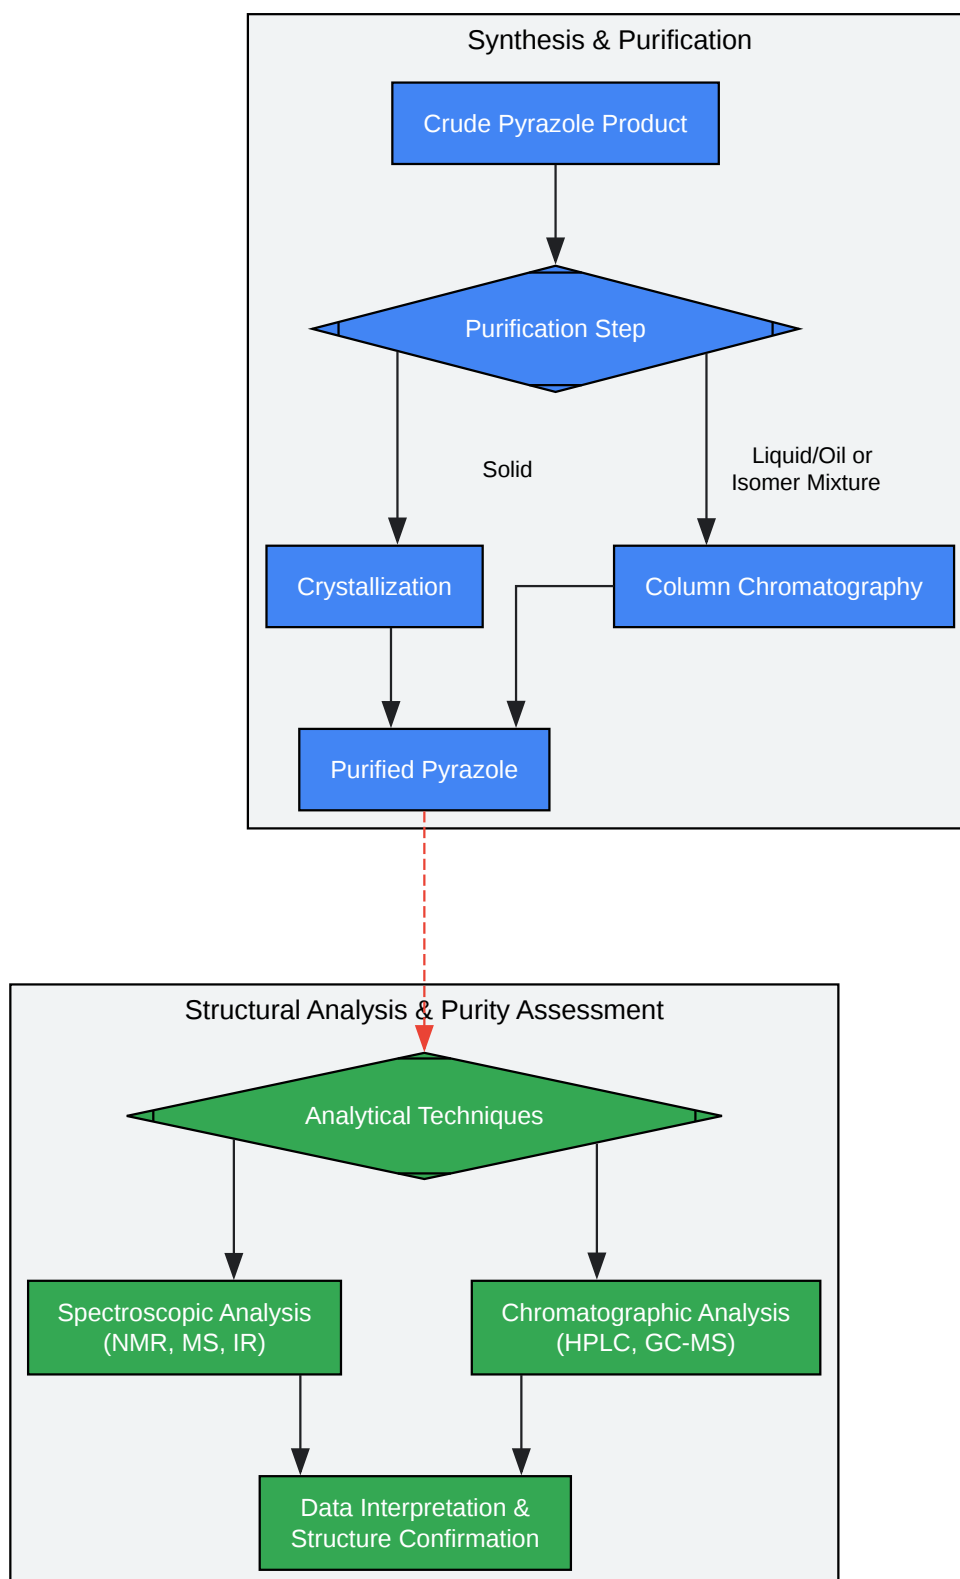 Synthesis & Purification
Crude Pyrazole Product
Purification Step
Solid
Liquid/Oil or
Isomer Mixture
Crystallization
Column Chromatography
Purified Pyrazole
Structural Analysis & Purity Assessment
Analytical Techniques
Spectroscopic Analysis
(NMR, MS, IR)
Chromatographic Analysis
(HPLC, GC-MS)
Data Interpretation &
Structure Confirmation